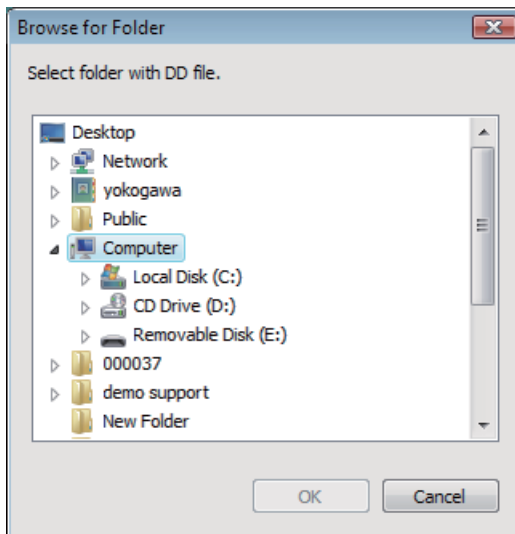 Browse for Folder
Select folder with DD file.
Desktop
Network
yokogawa
Public
Computer
Local Disk (C:)
CD Drive (D:)
Removable Disk (E:)
000037
demo support
New Folder
OK
Cancel